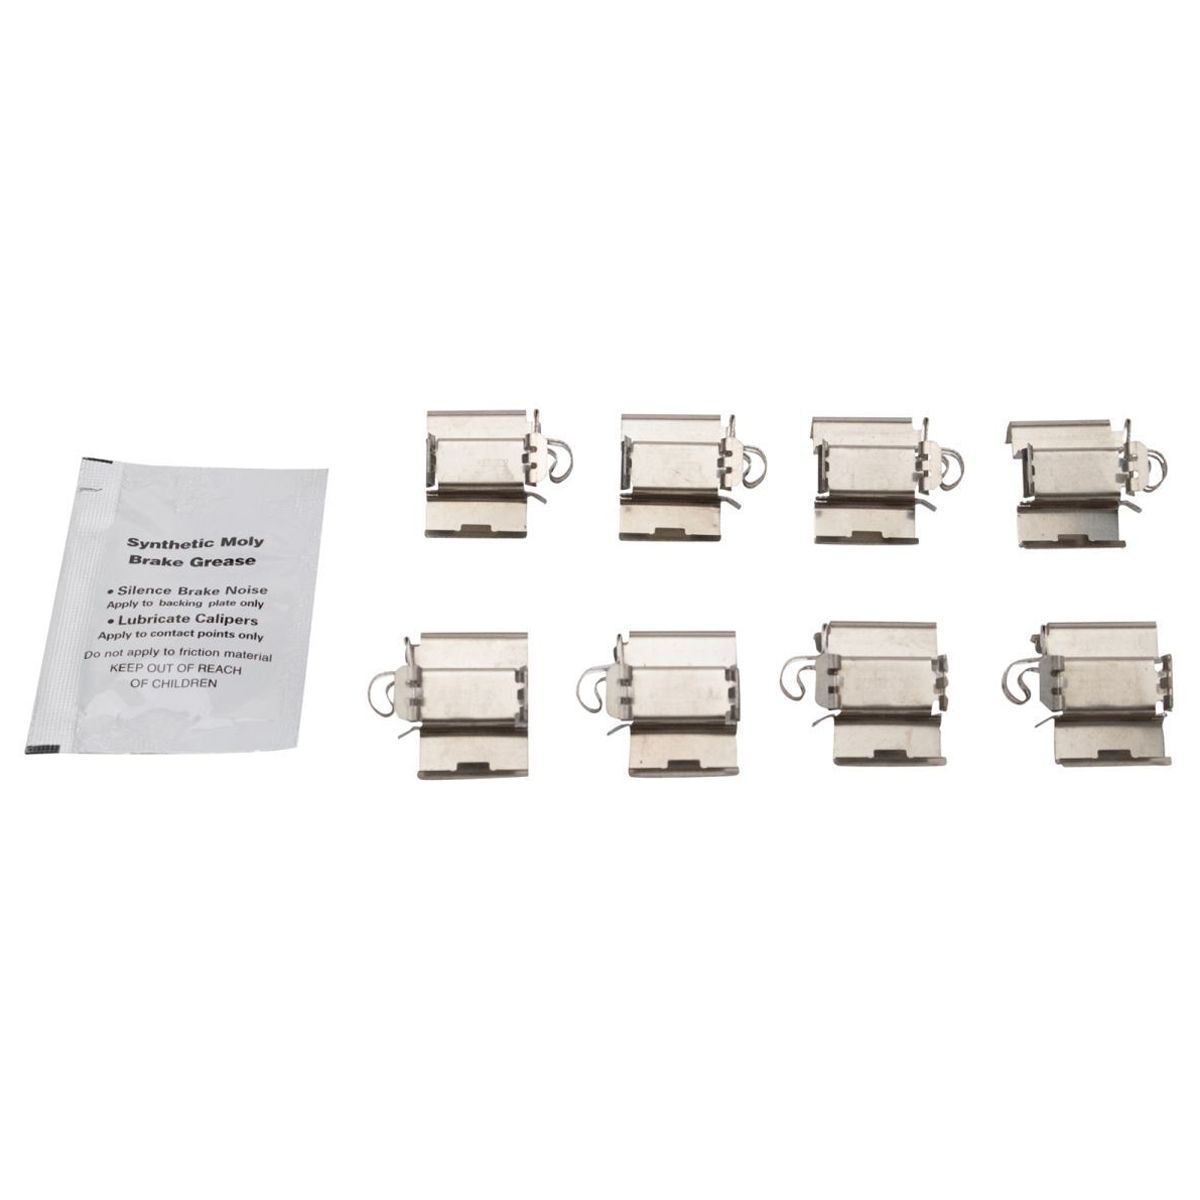 Synthetic Moly
Brake Grease
• Silence Brake Noise
Apply to backing plate only
• Lubricate Calipers
Apply to contact points only
Do not apply to friction material
KEEP OUT OF REACH
OF CHILDREN